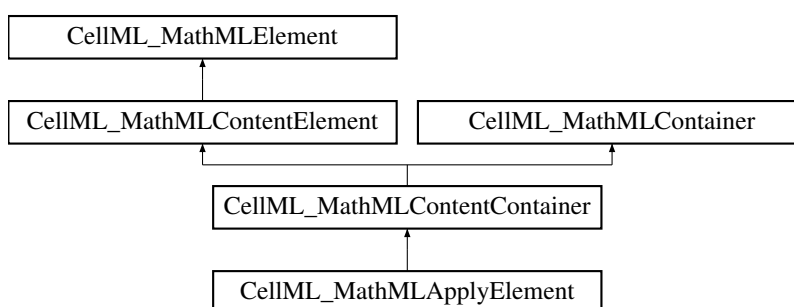 CellML_MathMLElement
CellML_MathMLContentElement
CellML_MathMLContainer
CellML_MathMLContentContainer
CellML_MathMLApplyElement